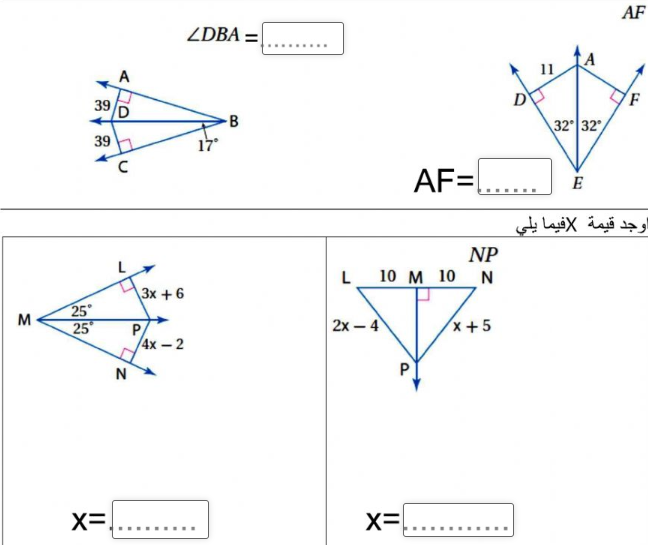 AF
∠DBA = ..........
A
39
D
B
39
17°
C
A
11
D
F
32° 32°
E
AF= .......
اوجد قيمة X فيما يلي
L
3x + 6
M
25°
25°
P
4x − 2
N
x= .........
NP
L 10 M 10 N
2x − 4
x + 5
P
x= ...........